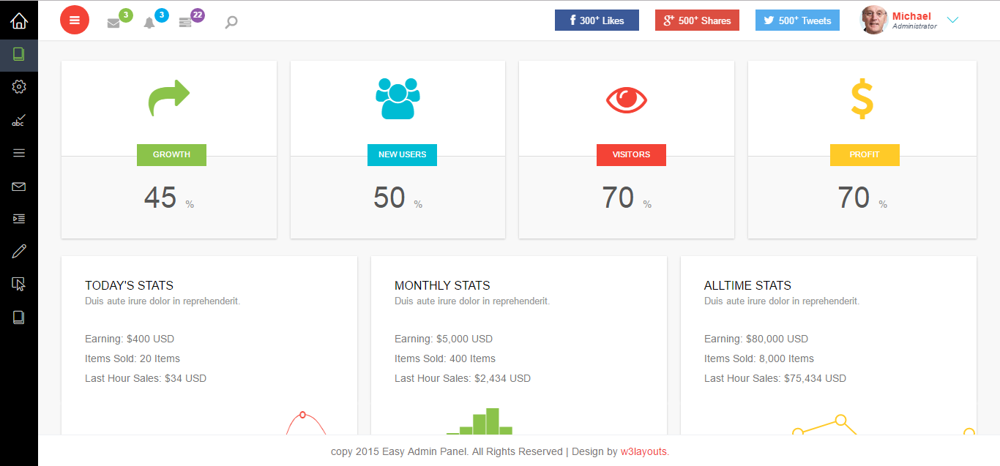 3
3
22
f 300+ Likes
g+ 500+ Shares
500+ Tweets
Michael
Administrator
abc
GROWTH
45 %
NEW USERS
50 %
VISITORS
70 %
$
PROFIT
70 %
TODAY'S STATS
Duis aute irure dolor in reprehenderit.
Earning: $400 USD
Items Sold: 20 Items
Last Hour Sales: $34 USD
MONTHLY STATS
Duis aute irure dolor in reprehenderit.
Earning: $5,000 USD
Items Sold: 400 Items
Last Hour Sales: $2,434 USD
ALLTIME STATS
Duis aute irure dolor in reprehenderit.
Earning: $80,000 USD
Items Sold: 8,000 Items
Last Hour Sales: $75,434 USD
copy 2015 Easy Admin Panel. All Rights Reserved | Design by w3layouts.